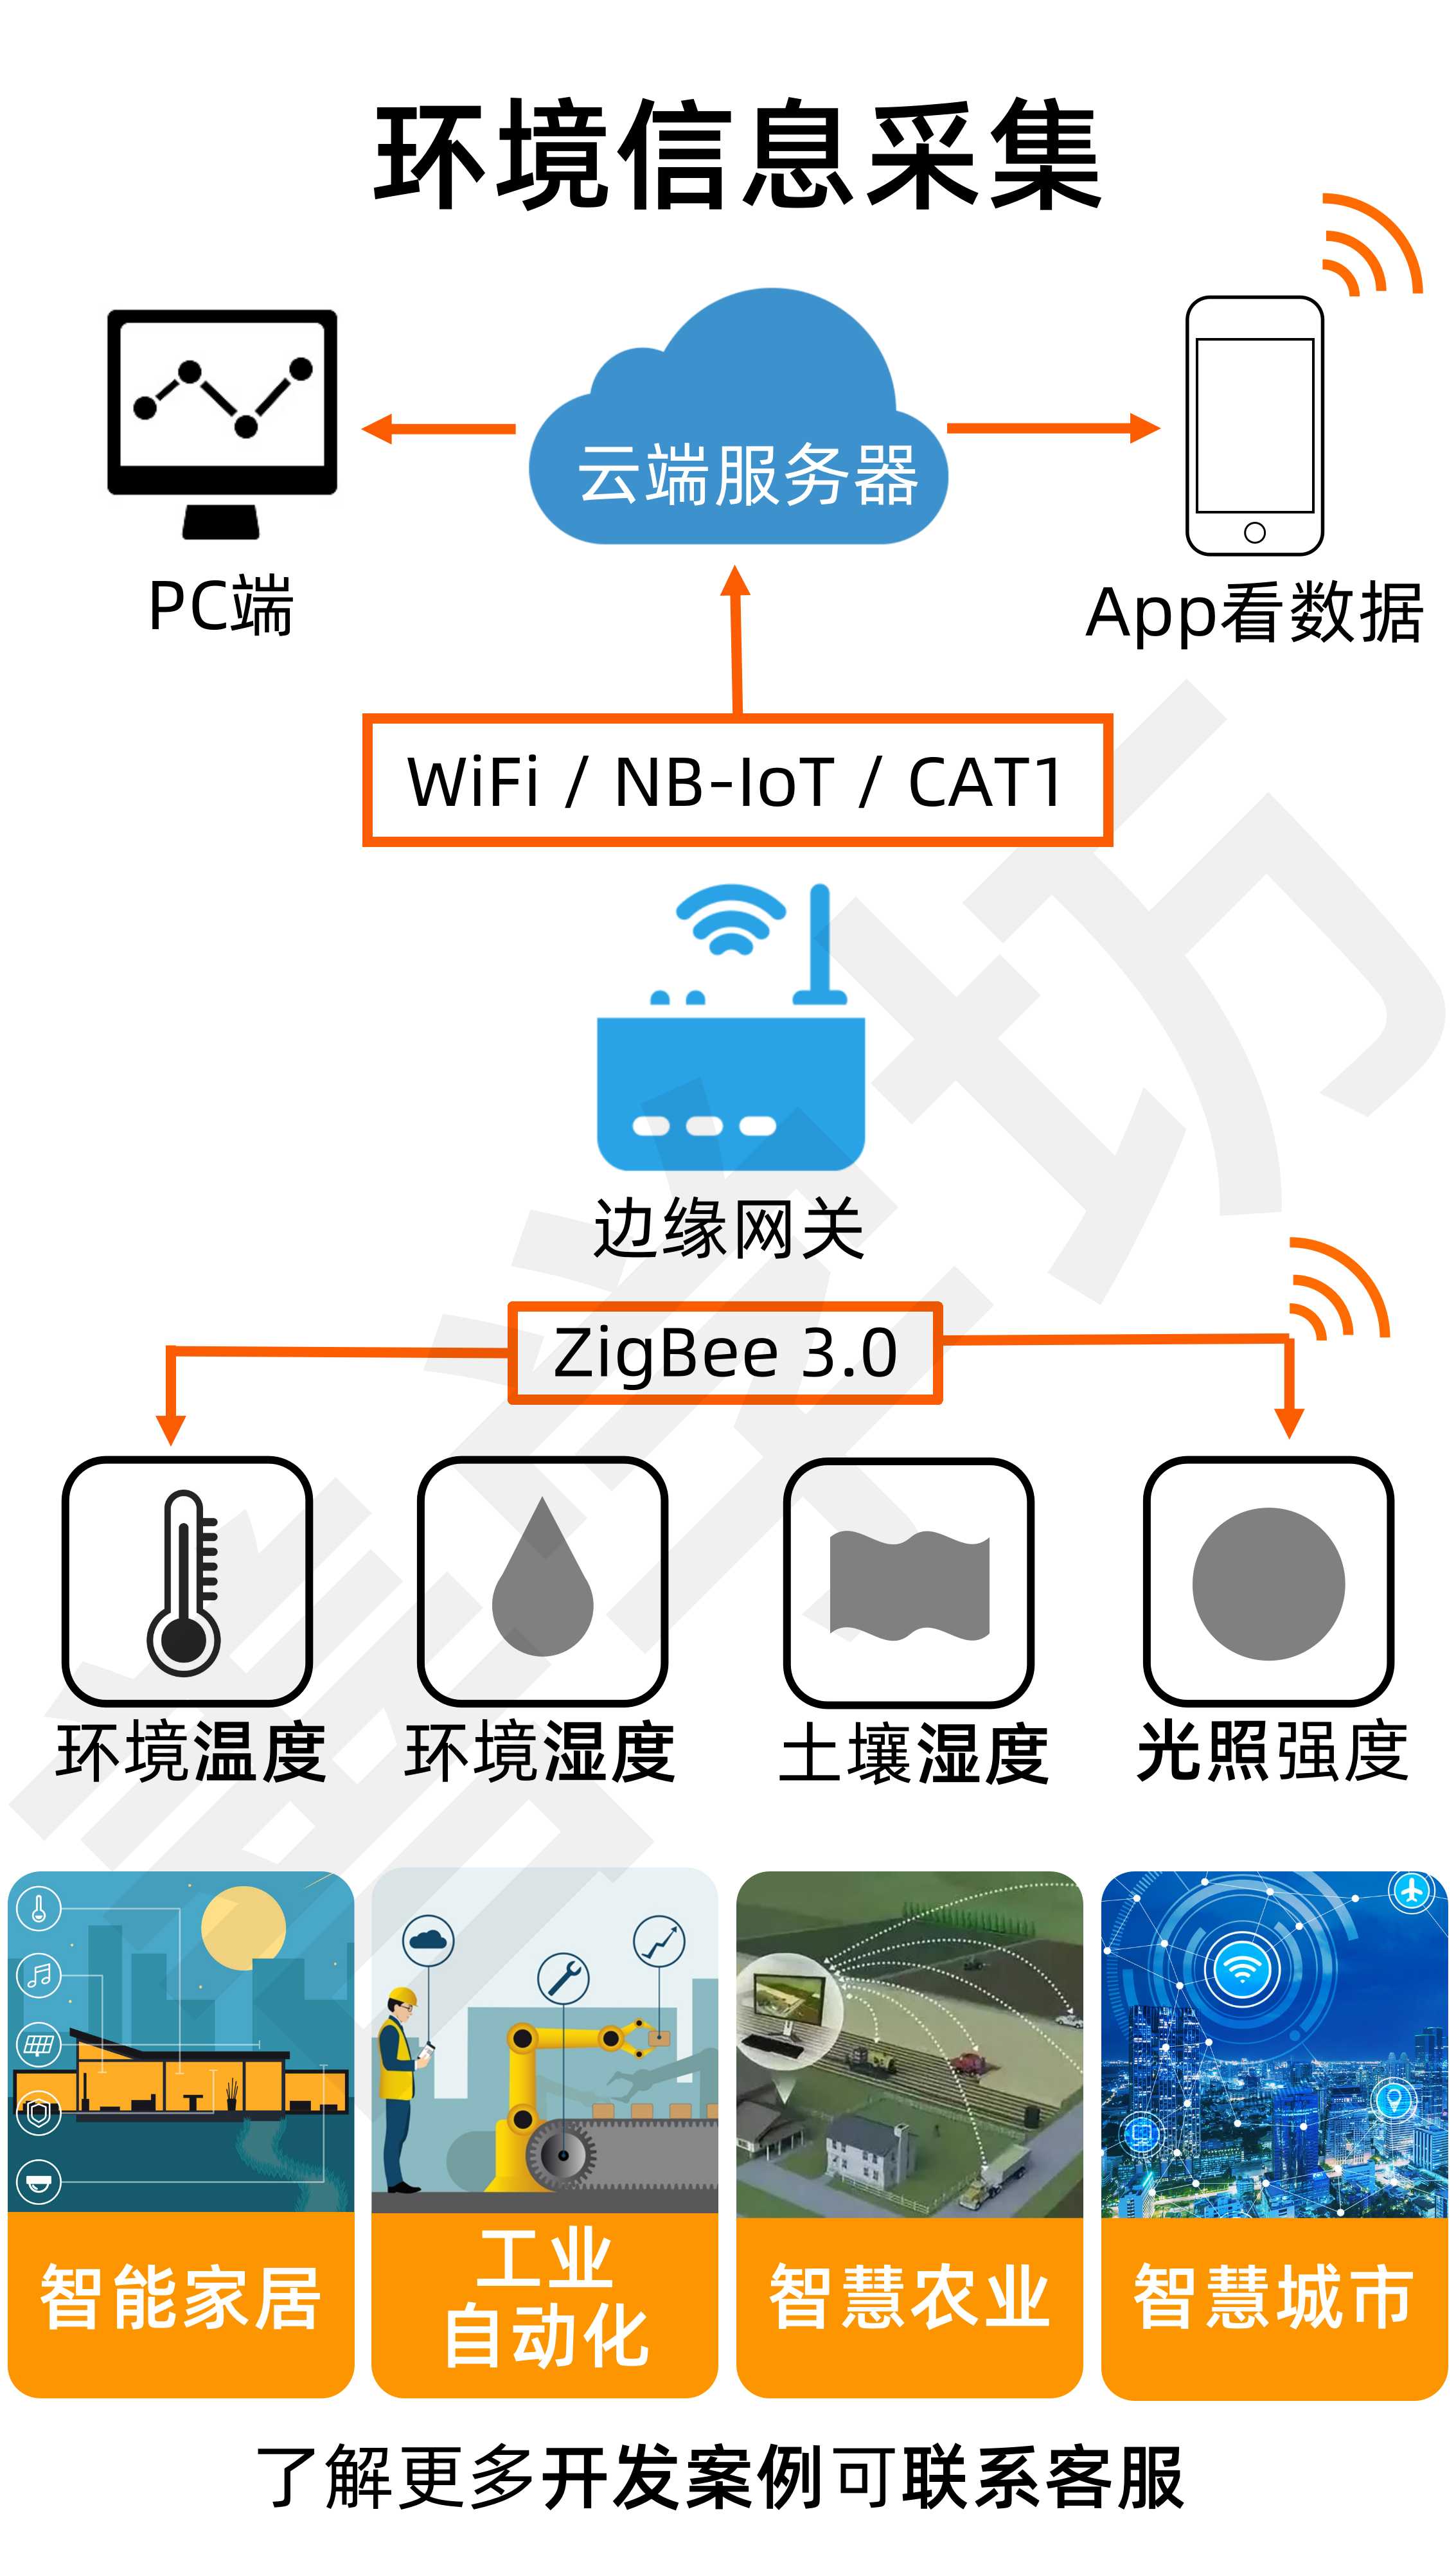 环境信息采集
云端服务器
PC端
App看数据
WiFi / NB-IoT / CAT1
边缘网关
ZigBee 3.0
环境温度
环境湿度
土壤湿度
光照强度
智能家居
工业
自动化
智慧农业
智慧城市
了解更多开发案例可联系客服
善学坊